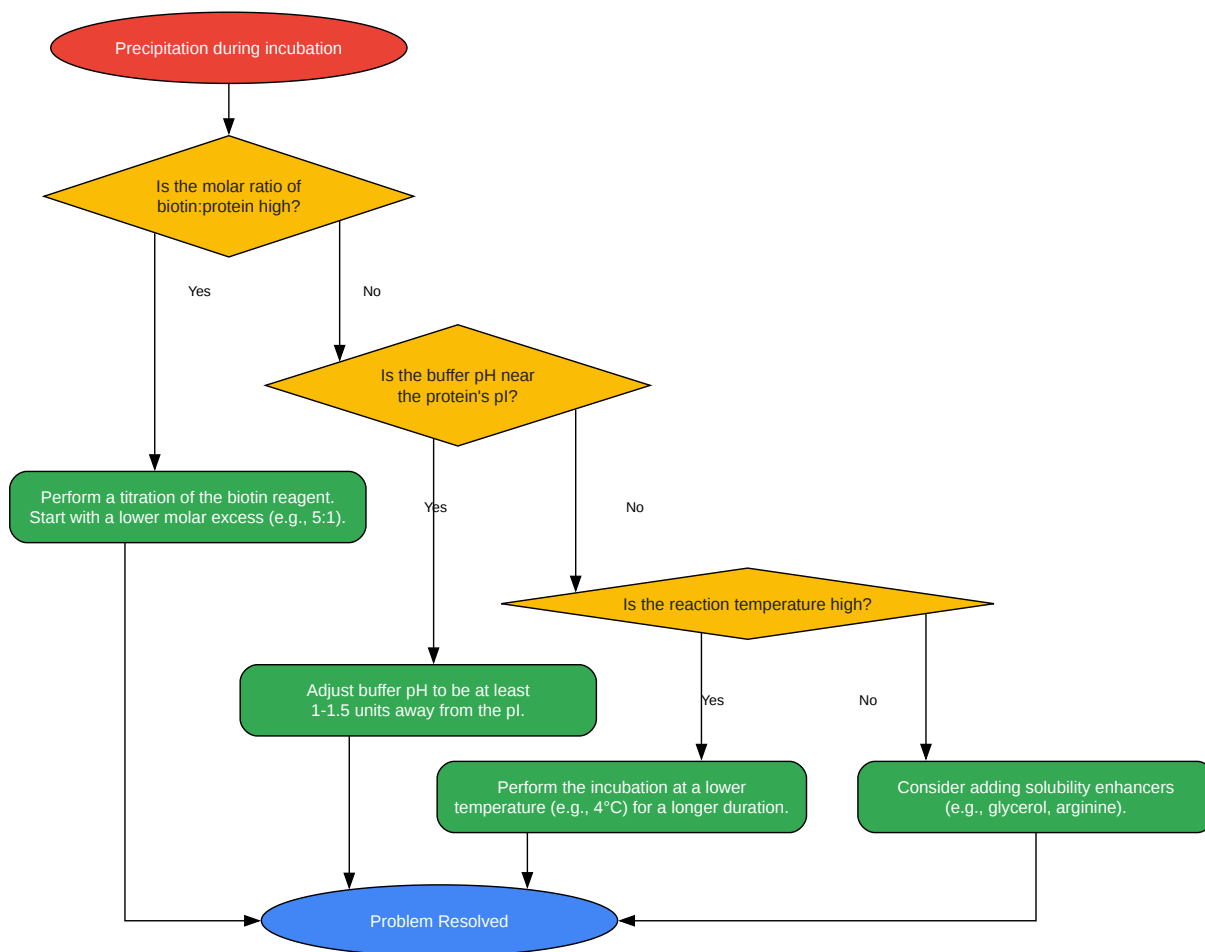 Precipitation during incubation
Is the molar ratio of
biotin:protein high?
Yes
No
Is the buffer pH near
the protein's pI?
Perform a titration of the biotin reagent.
Start with a lower molar excess (e.g., 5:1).
Yes
No
Is the reaction temperature high?
Adjust buffer pH to be at least
1-1.5 units away from the pI.
Yes
No
Perform the incubation at a lower
temperature (e.g., 4°C) for a longer duration.
Consider adding solubility enhancers
(e.g., glycerol, arginine).
Problem Resolved